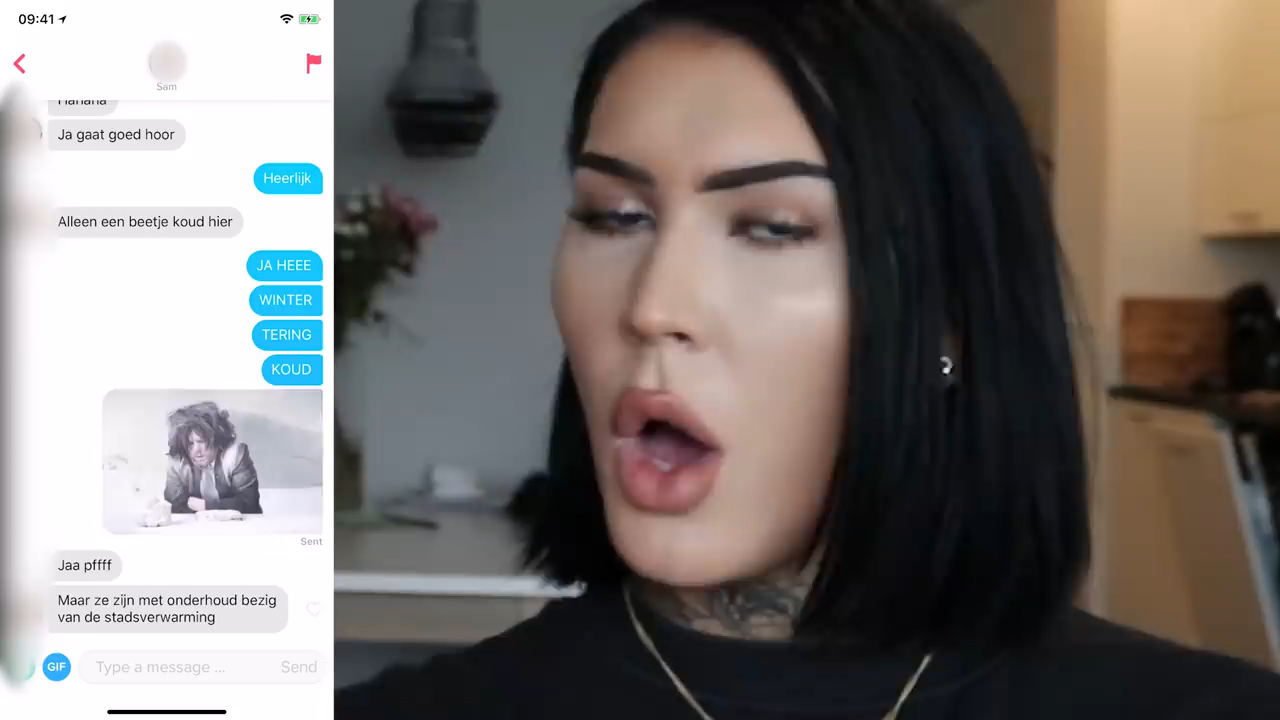 09:41
Sam
Hahaha
Ja gaat goed hoor
Heerlijk
Alleen een beetje koud hier
JA HEEE
WINTER
TERING
KOUD
Sent
Jaa pffff
Maar ze zijn met onderhoud bezig
van de stadsverwarming
GIF
Type a message ...
Send